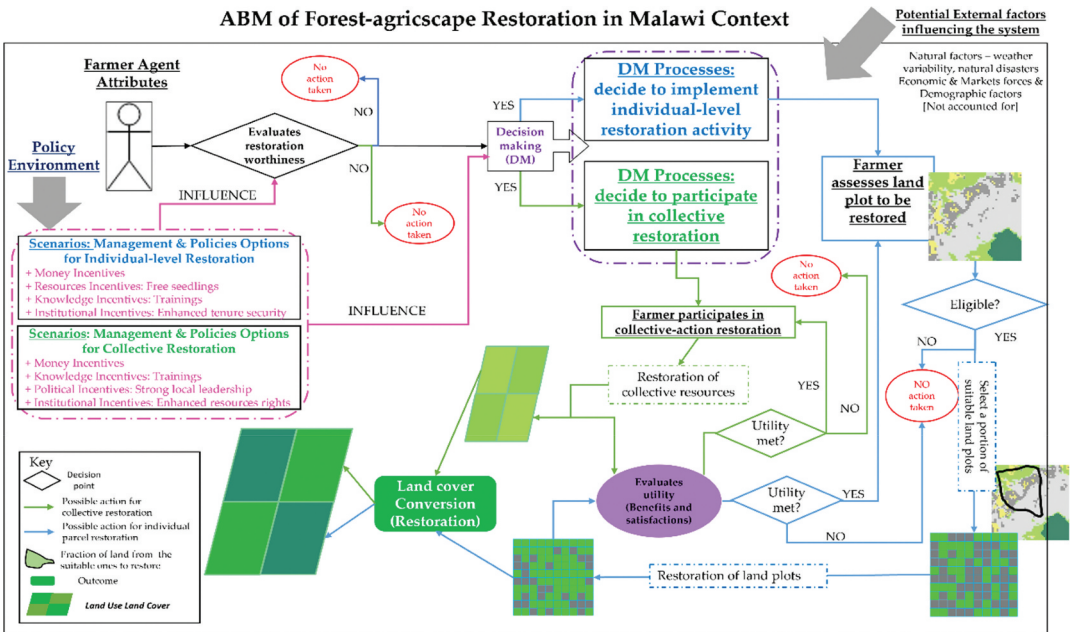 ABM of Forest-agricscape Restoration in Malawi Context
Potential External factors
influencing the system
Natural factors – weather
variability, natural disasters
Economic & Markets forces &
Demographic factors
[Not accounted for]
Farmer Agent
Attributes
Policy
Environment
No
action
taken
NO
Evaluates
restoration
worthiness
NO
No
action
taken
INFLUENCE
YES
Decision
making
(DM)
YES
DM Processes:
decide to implement
individual-level
restoration activity
DM Processes:
decide to participate
in collective
restoration
Farmer
assesses land
plot to be
restored
Scenarios: Management & Policies Options
for Individual-level Restoration
+ Money Incentives
+ Resources Incentives: Free seedlings
+ Knowledge Incentives: Trainings
+ Institutional Incentives: Enhanced tenure security
INFLUENCE
Scenarios: Management & Policies Options
for Collective Restoration
+ Money Incentives
+ Knowledge Incentives: Trainings
+ Political Incentives: Strong local leadership
+ Institutional Incentives: Enhanced resources rights
No
action
taken
Eligible?
Farmer participates in
collective-action restoration
NO
YES
Restoration of
collective resources
YES
NO
NO
action
taken
Select a portion of
suitable land plots
Utility
met?
Key
Decision
point
Possible action for
collective restoration
Possible action for individual
parcel restoration
Fraction of land from the
suitable ones to restore
Outcome
Land Use Land Cover
Land cover
Conversion
(Restoration)
Evaluates
utility
(Benefits and
satisfactions)
Utility
met?
YES
NO
Restoration of land plots